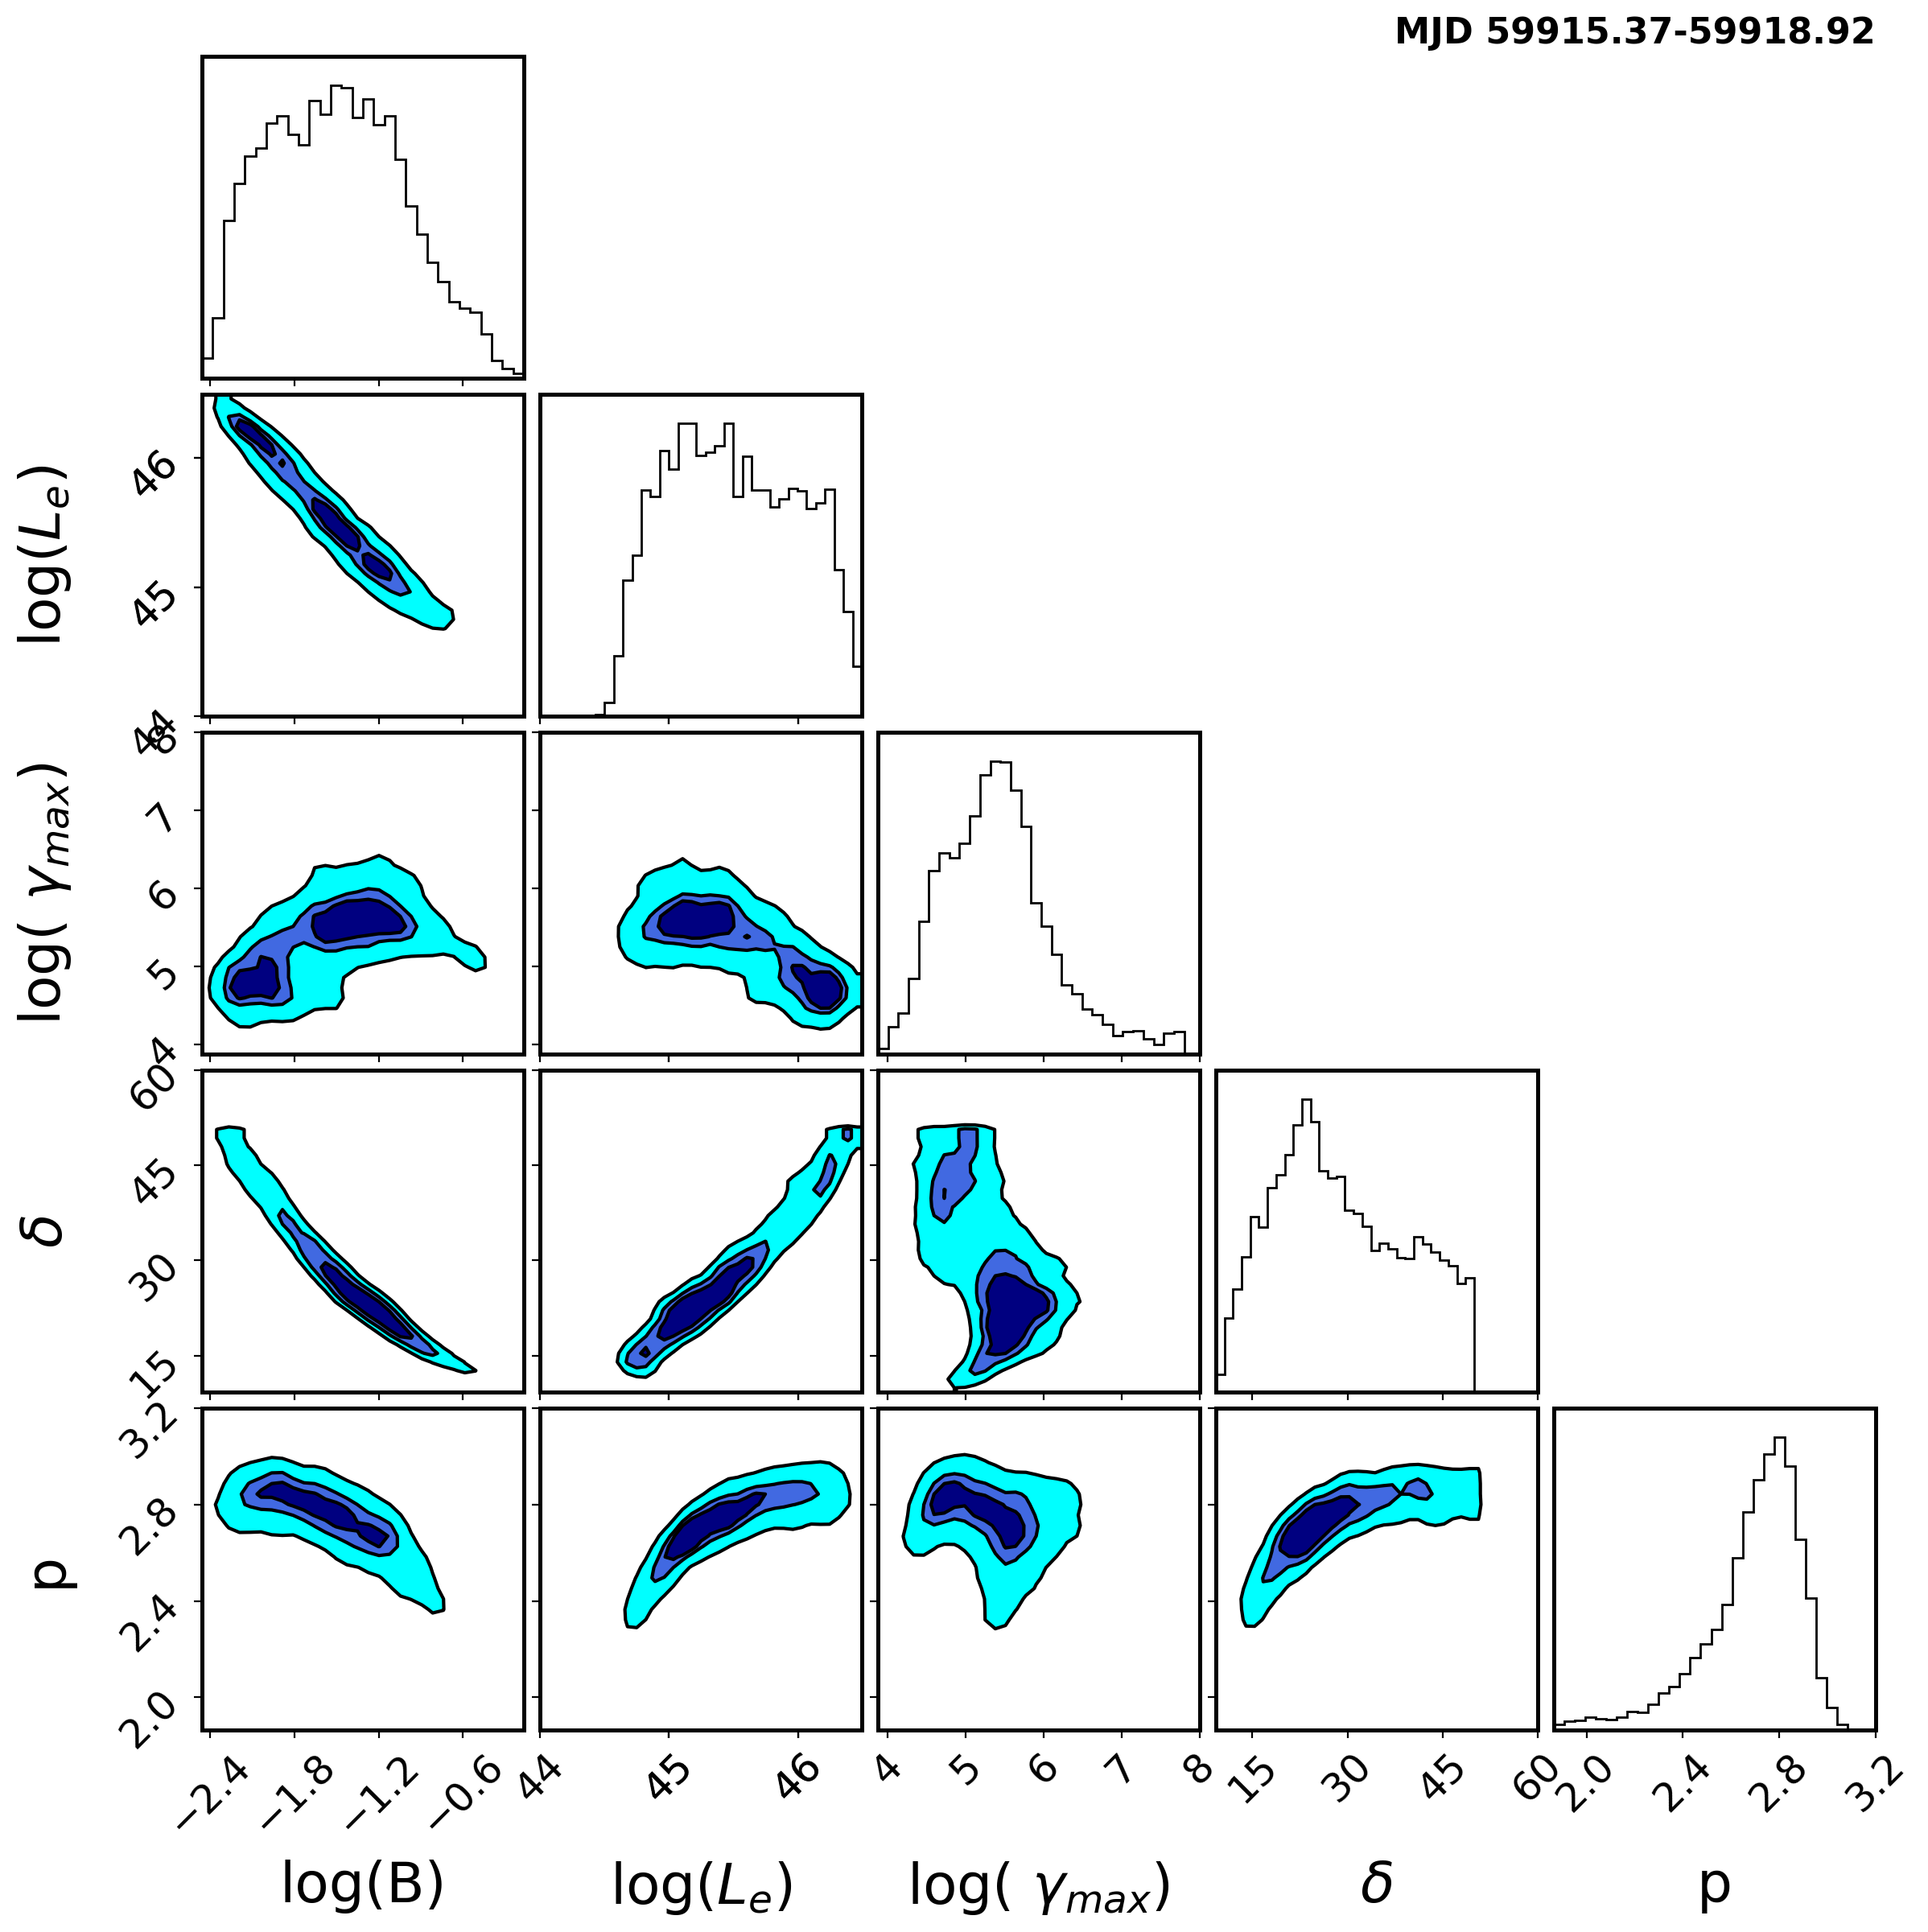 MJD 59915.37-59918.92
log(Lₑ)
46
45
44
log( γₘₐₓ)
8
7
6
5
4
δ
60
45
30
15
p
3.2
2.8
2.4
2.0
−2.4 −1.8 −1.2 −0.6 44 45 46 4 5 6 7 8 15 30 45 60 2.0 2.4 2.8 3.2
log(B) log(Lₑ) log( γₘₐₓ) δ p